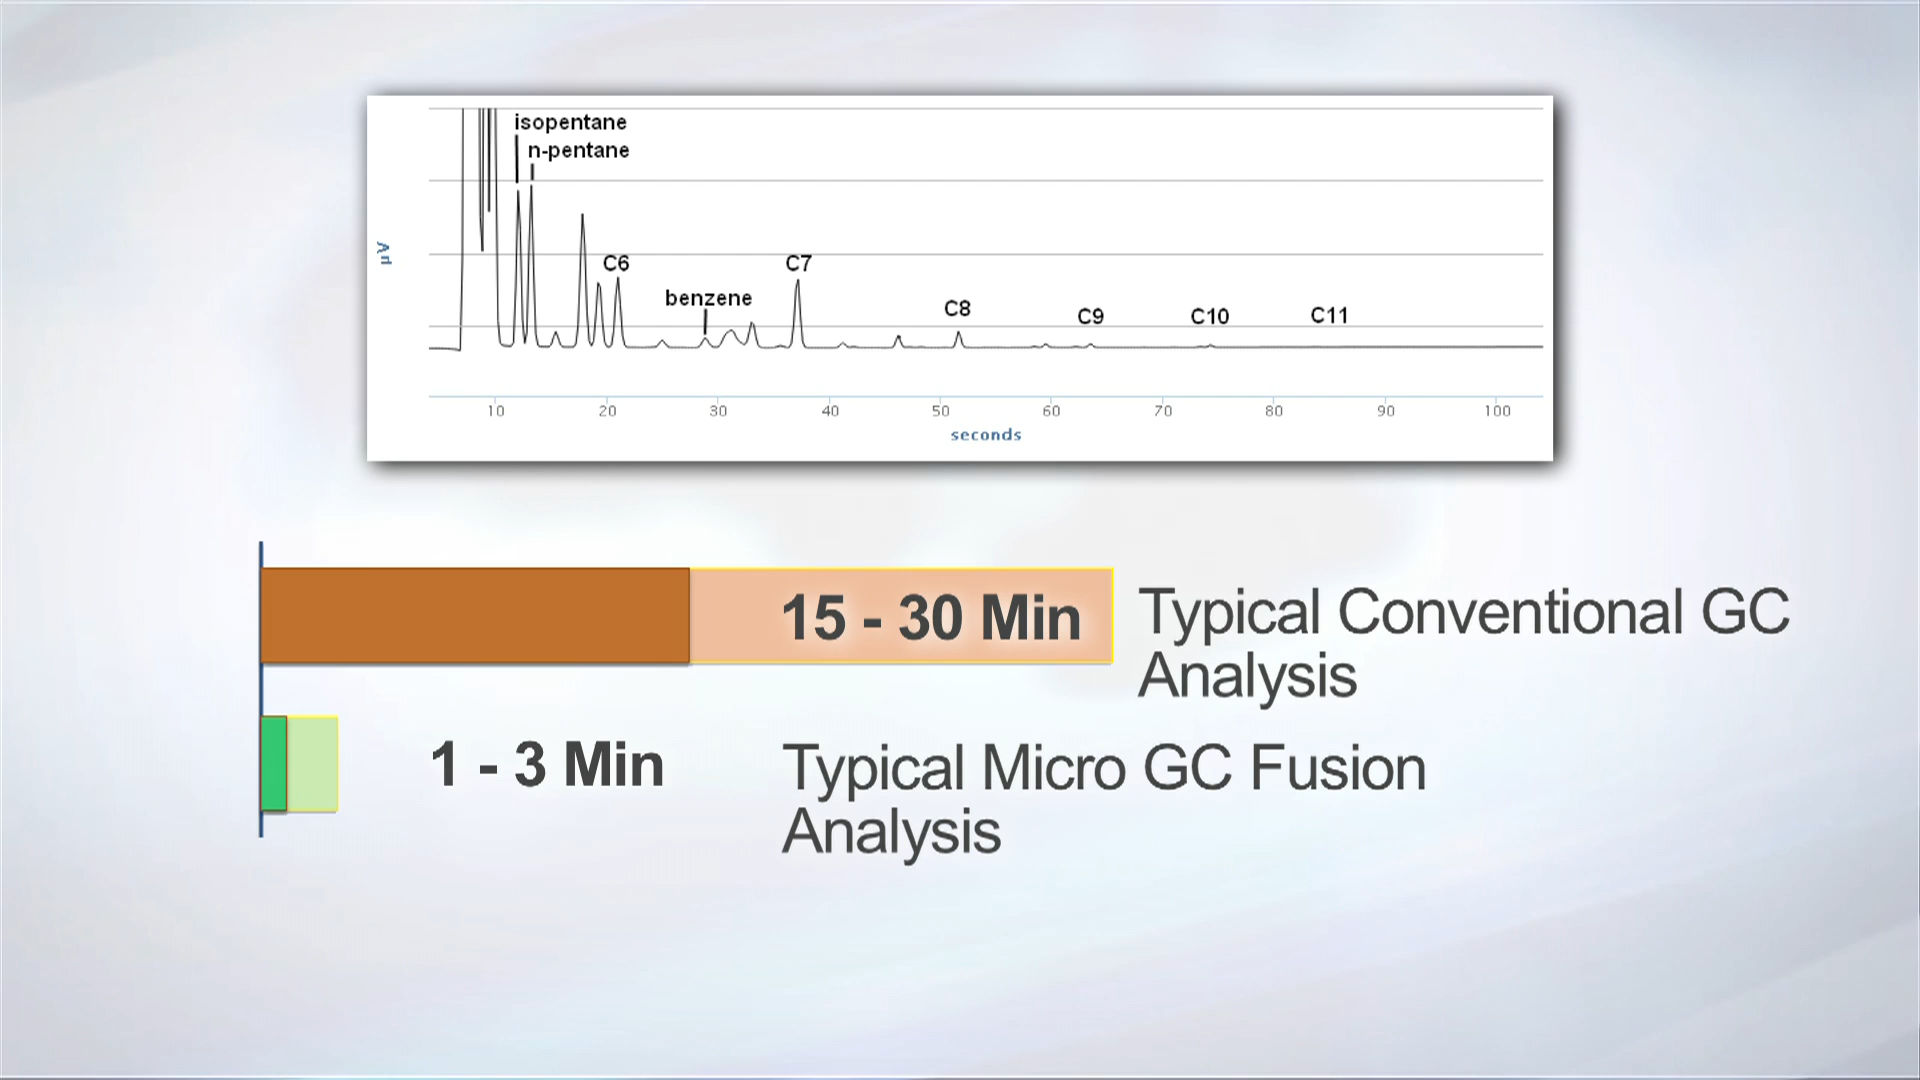 isopentane
n-pentane
µV
C6
C7
benzene
C8
C9
C10
C11
10 20 30 40 50 60 70 80 90 100
seconds
15 - 30 Min
Typical Conventional GC
Analysis
1 - 3 Min
Typical Micro GC Fusion
Analysis